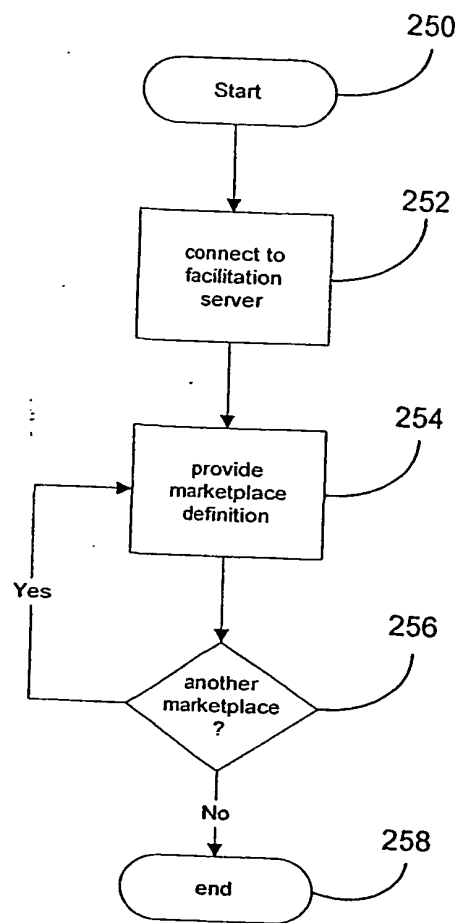 250
Start
252
connect to
facilitation
server
254
provide
marketplace
definition
Yes
256
another
marketplace
?
No
258
end